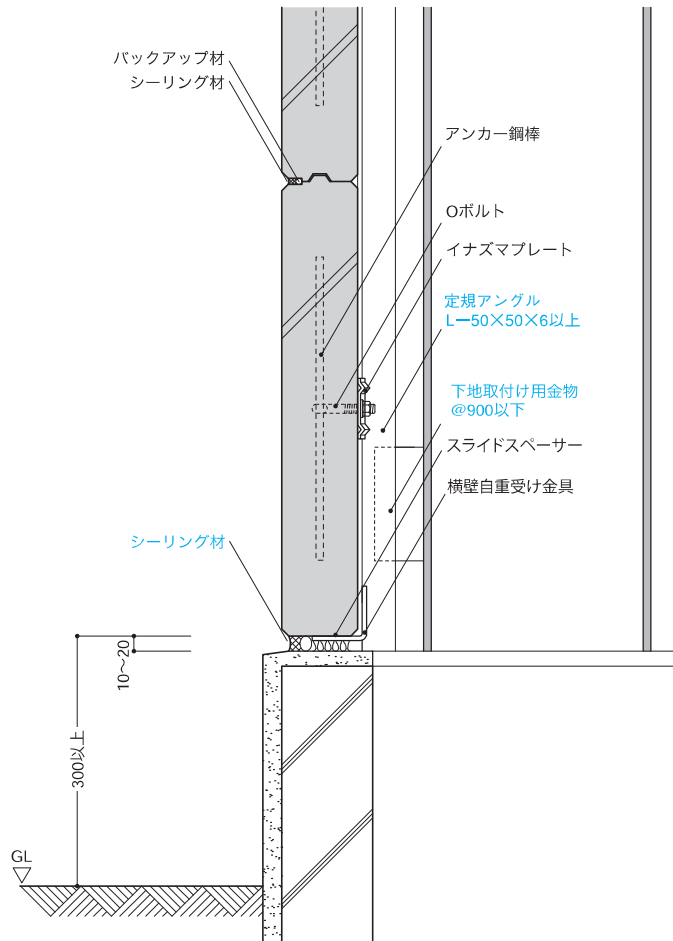 バックアップ材
シーリング材
アンカー鋼棒
Oボルト
イナズマプレート
定規アングル
Lー50×50×6以上
下地取付け用金物
@900以下
スライドスペーサー
横壁自重受け金具
シーリング材
10〜20
300以上
GL